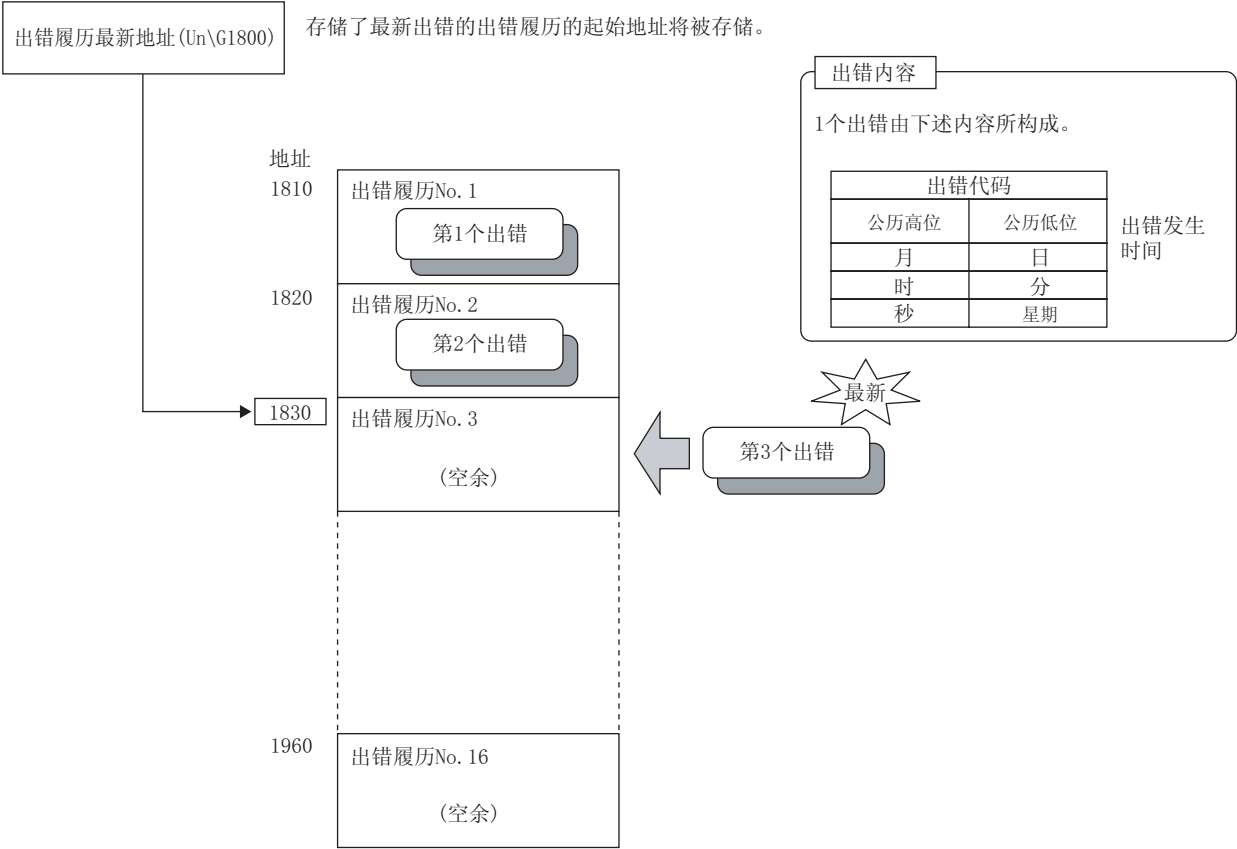 出错履历最新地址(Un\G1800)
存储了最新出错的出错履历的起始地址将被存储。
出错内容
1个出错由下述内容所构成。
出错代码
公历高位 公历低位
月 日
时 分
秒 星期
出错发生
时间
地址
1810 出错履历No.1
第1个出错
1820 出错履历No.2
第2个出错
1830 出错履历No.3
(空余)
最新
第3个出错
1960 出错履历No.16
(空余)